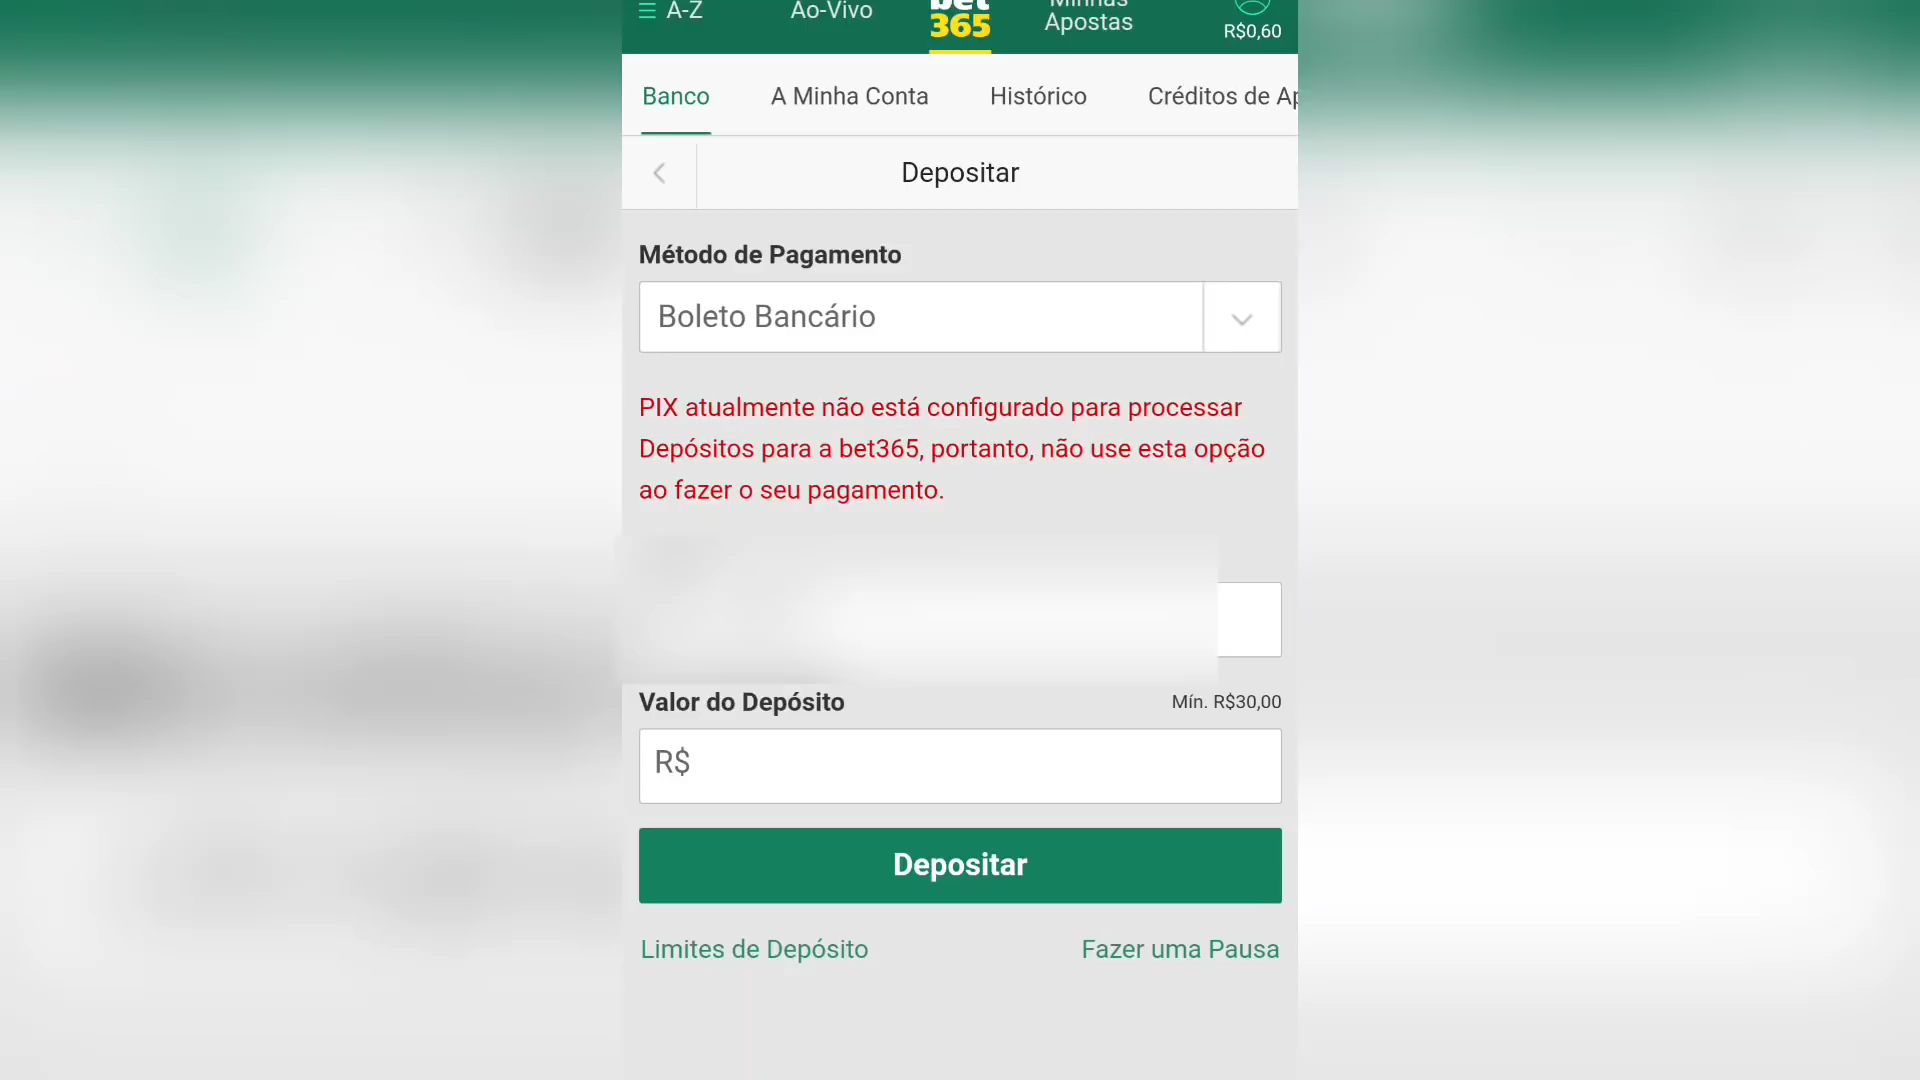 A-Z
Ao-Vivo
bet
365
Minhas
Apostas
R$0,60
Banco
A Minha Conta
Histórico
Créditos de Ap
Depositar
Método de Pagamento
Boleto Bancário
PIX atualmente não está configurado para processar
Depósitos para a bet365, portanto, não use esta opção
ao fazer o seu pagamento.
Valor do Depósito
Mín. R$30,00
R$
Depositar
Limites de Depósito
Fazer uma Pausa